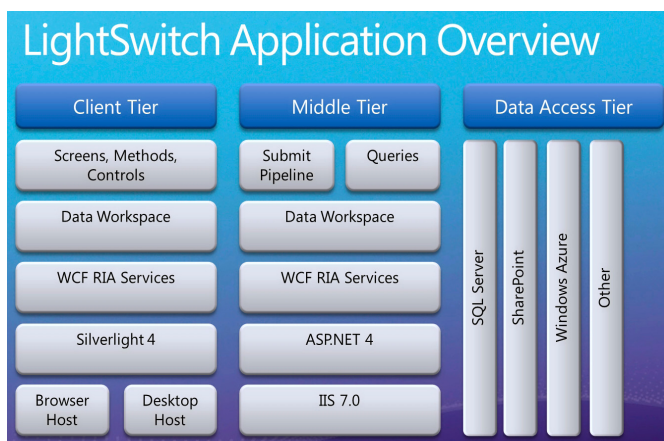 LightSwitch Application Overview
Client Tier
Middle Tier
Data Access Tier
Screens, Methods,
Controls
Data Workspace
WCF RIA Services
Silverlight 4
Browser
Host
Desktop
Host
Submit
Pipeline
Queries
Data Workspace
WCF RIA Services
ASP.NET 4
IIS 7.0
SQL Server
SharePoint
Windows Azure
Other